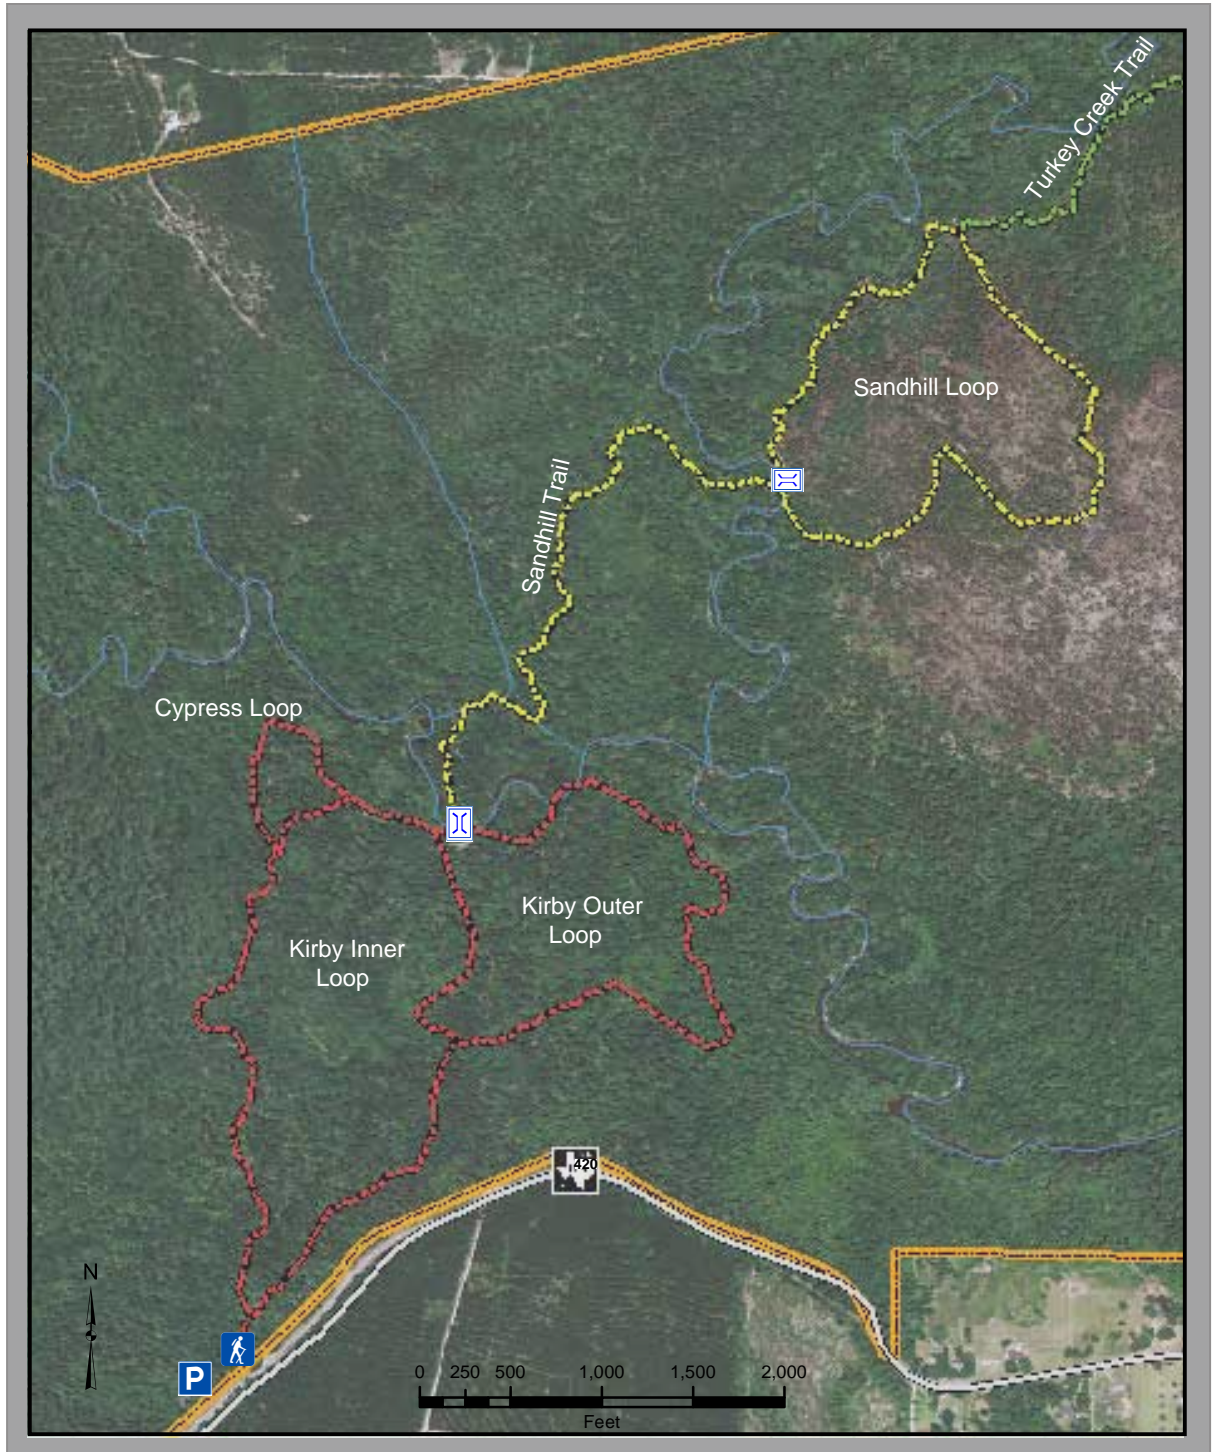 Turkey Creek Trail
Sandhill Loop
Sandhill Trail
Cypress Loop
Kirby Outer
Loop
Kirby Inner
Loop
420
N
P
0 250 500 1,000 1,500 2,000
Feet